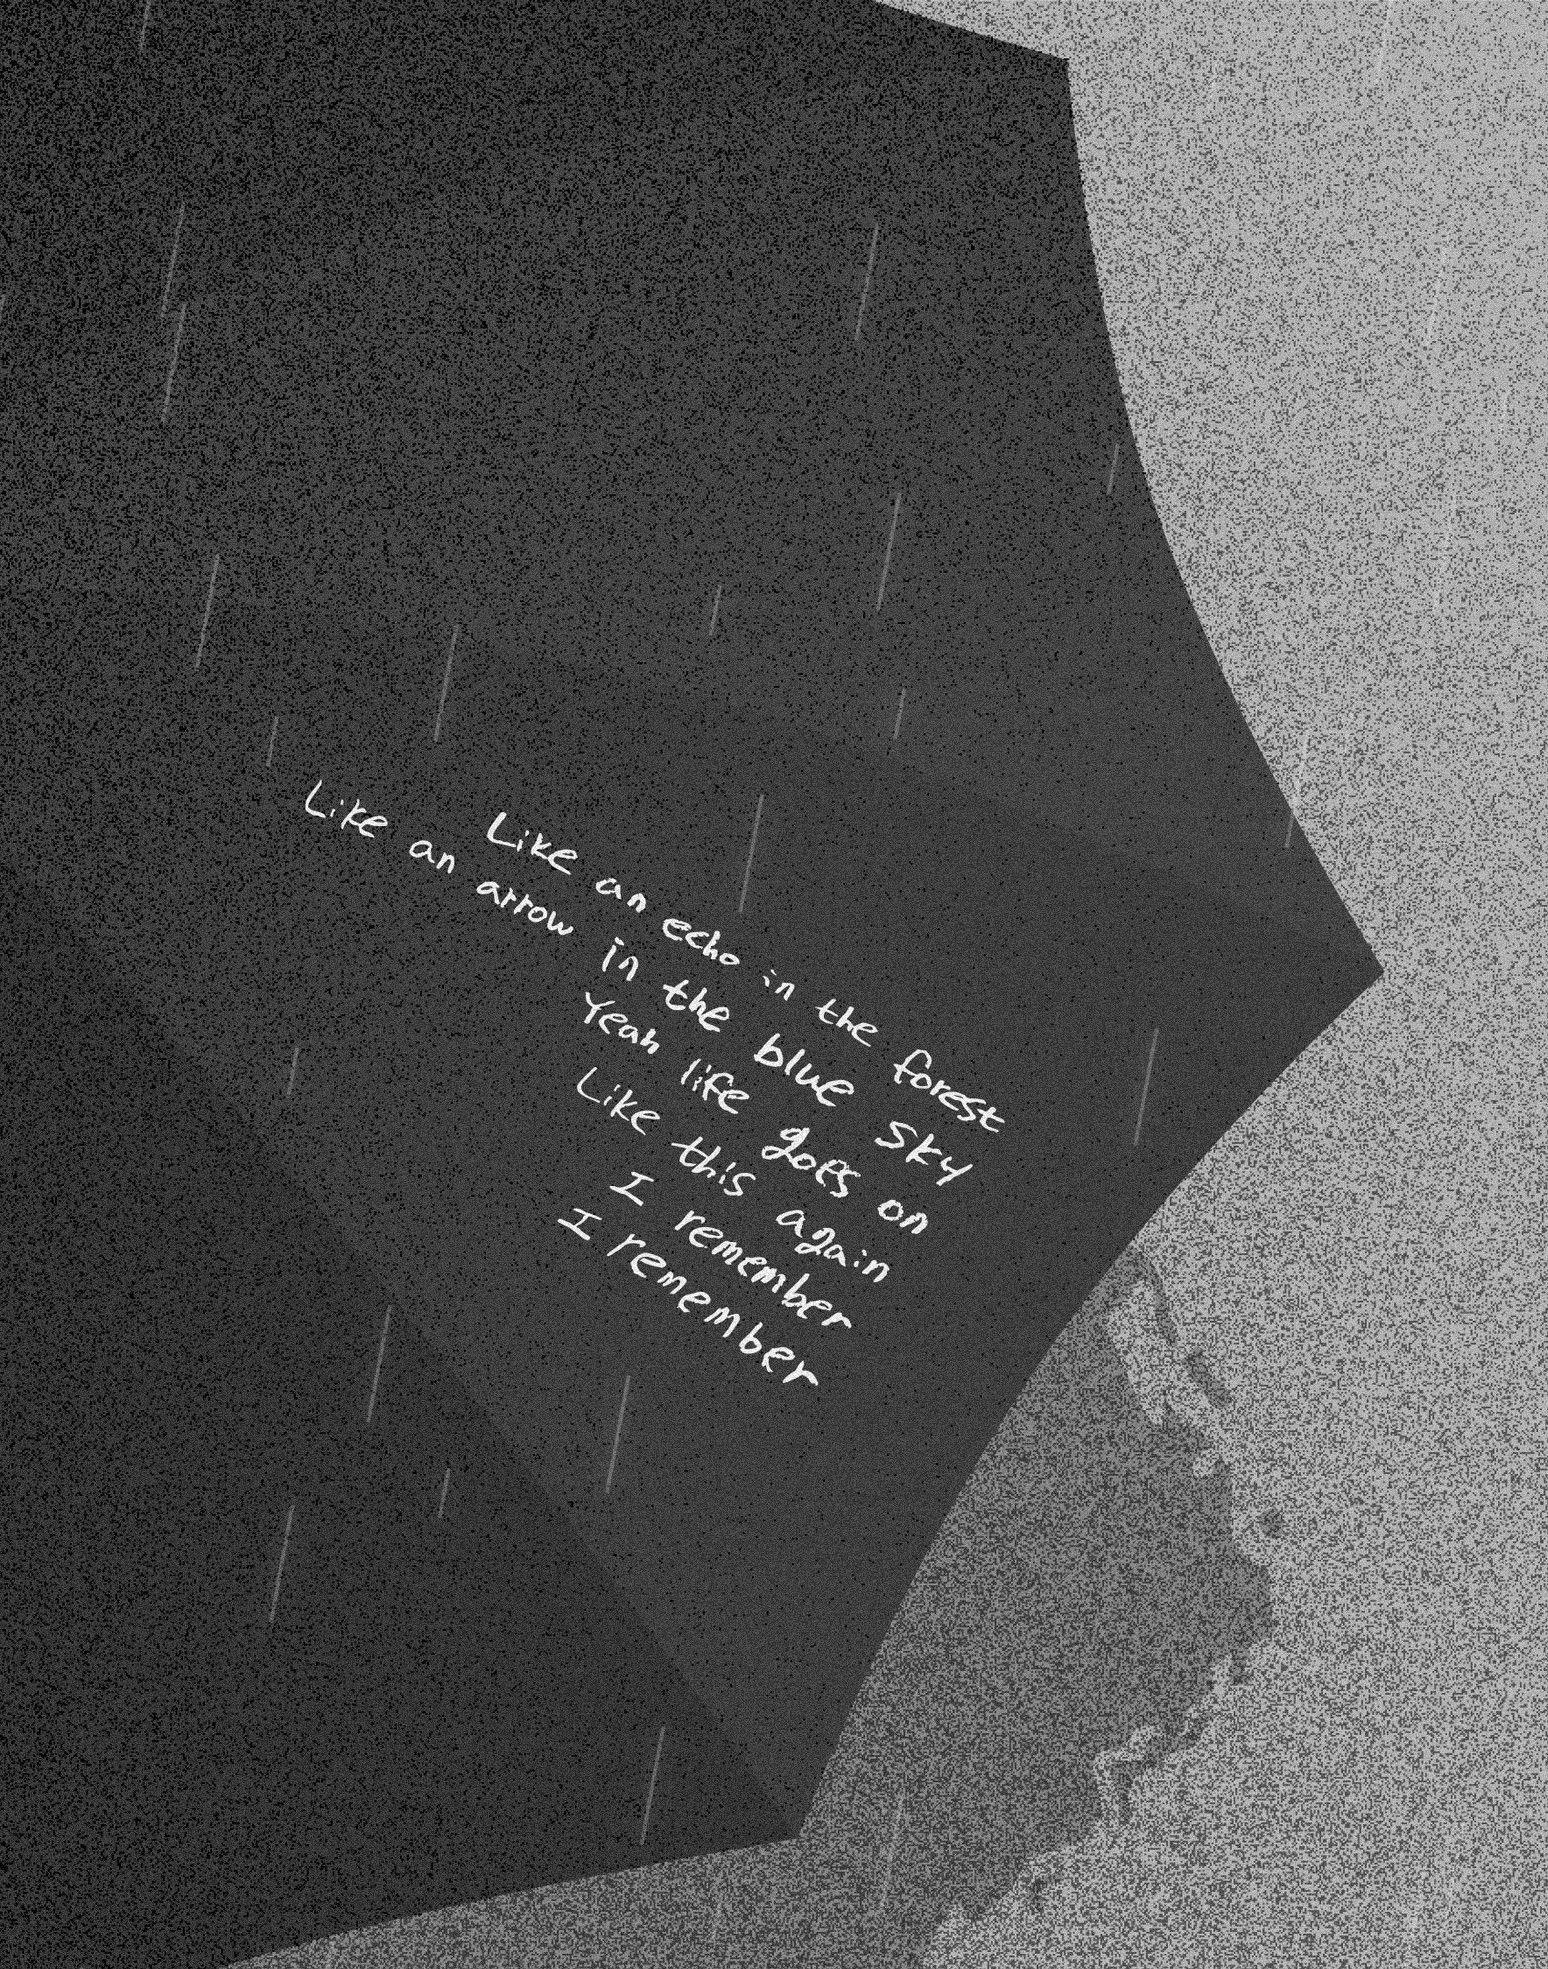 Like an echo in the forest
Like an arrow in the blue sky
Yeah life goes on
Like this again
I remember
I remember